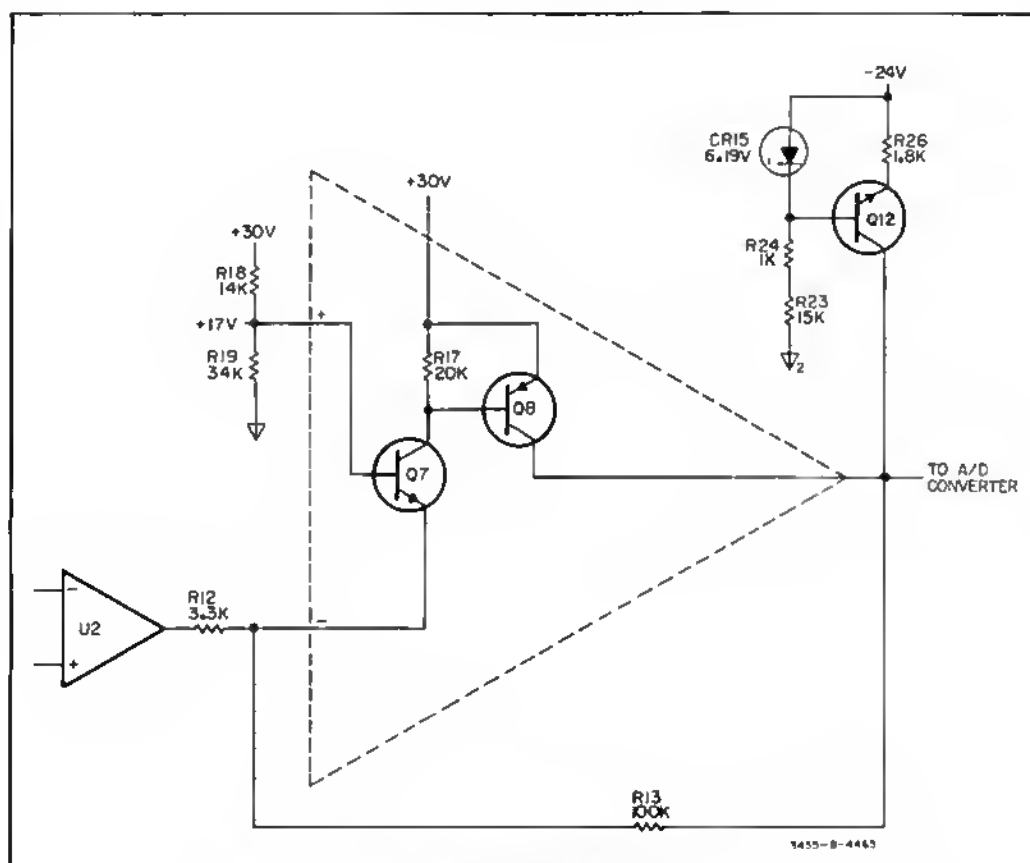 -24V
CR15
6.19V
R26
1.8K
+30V
Q12
+30V
R24
1K
R18
14K
R23
15K
+
+17V
R17
20K
R19
34K
2
Q8
Q7
TO A/D
CONVERTER
R12
3.3K
-
-
U2
+
R13
100K
3455-B-4463